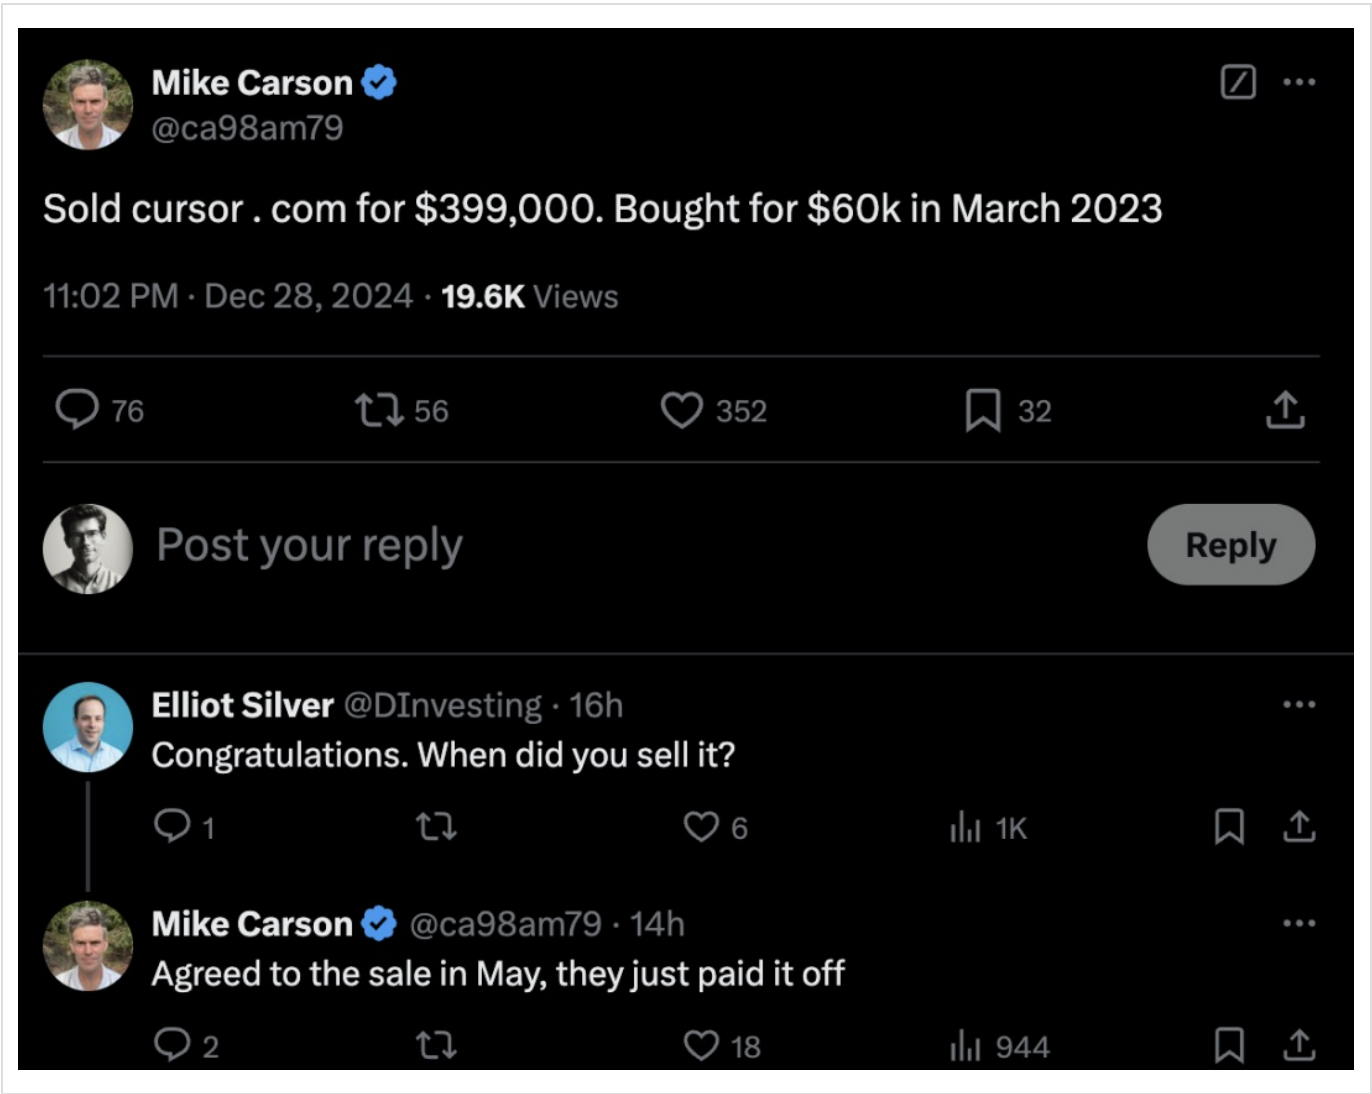 Mike Carson
@ca98am79
Sold cursor . com for $399,000. Bought for $60k in March 2023
11:02 PM · Dec 28, 2024 · 19.6K Views
76 56 352 32
Post your reply
Reply
Elliot Silver @DInvesting · 16h
Congratulations. When did you sell it?
1 6 1K
Mike Carson @ca98am79 · 14h
Agreed to the sale in May, they just paid it off
2 18 944